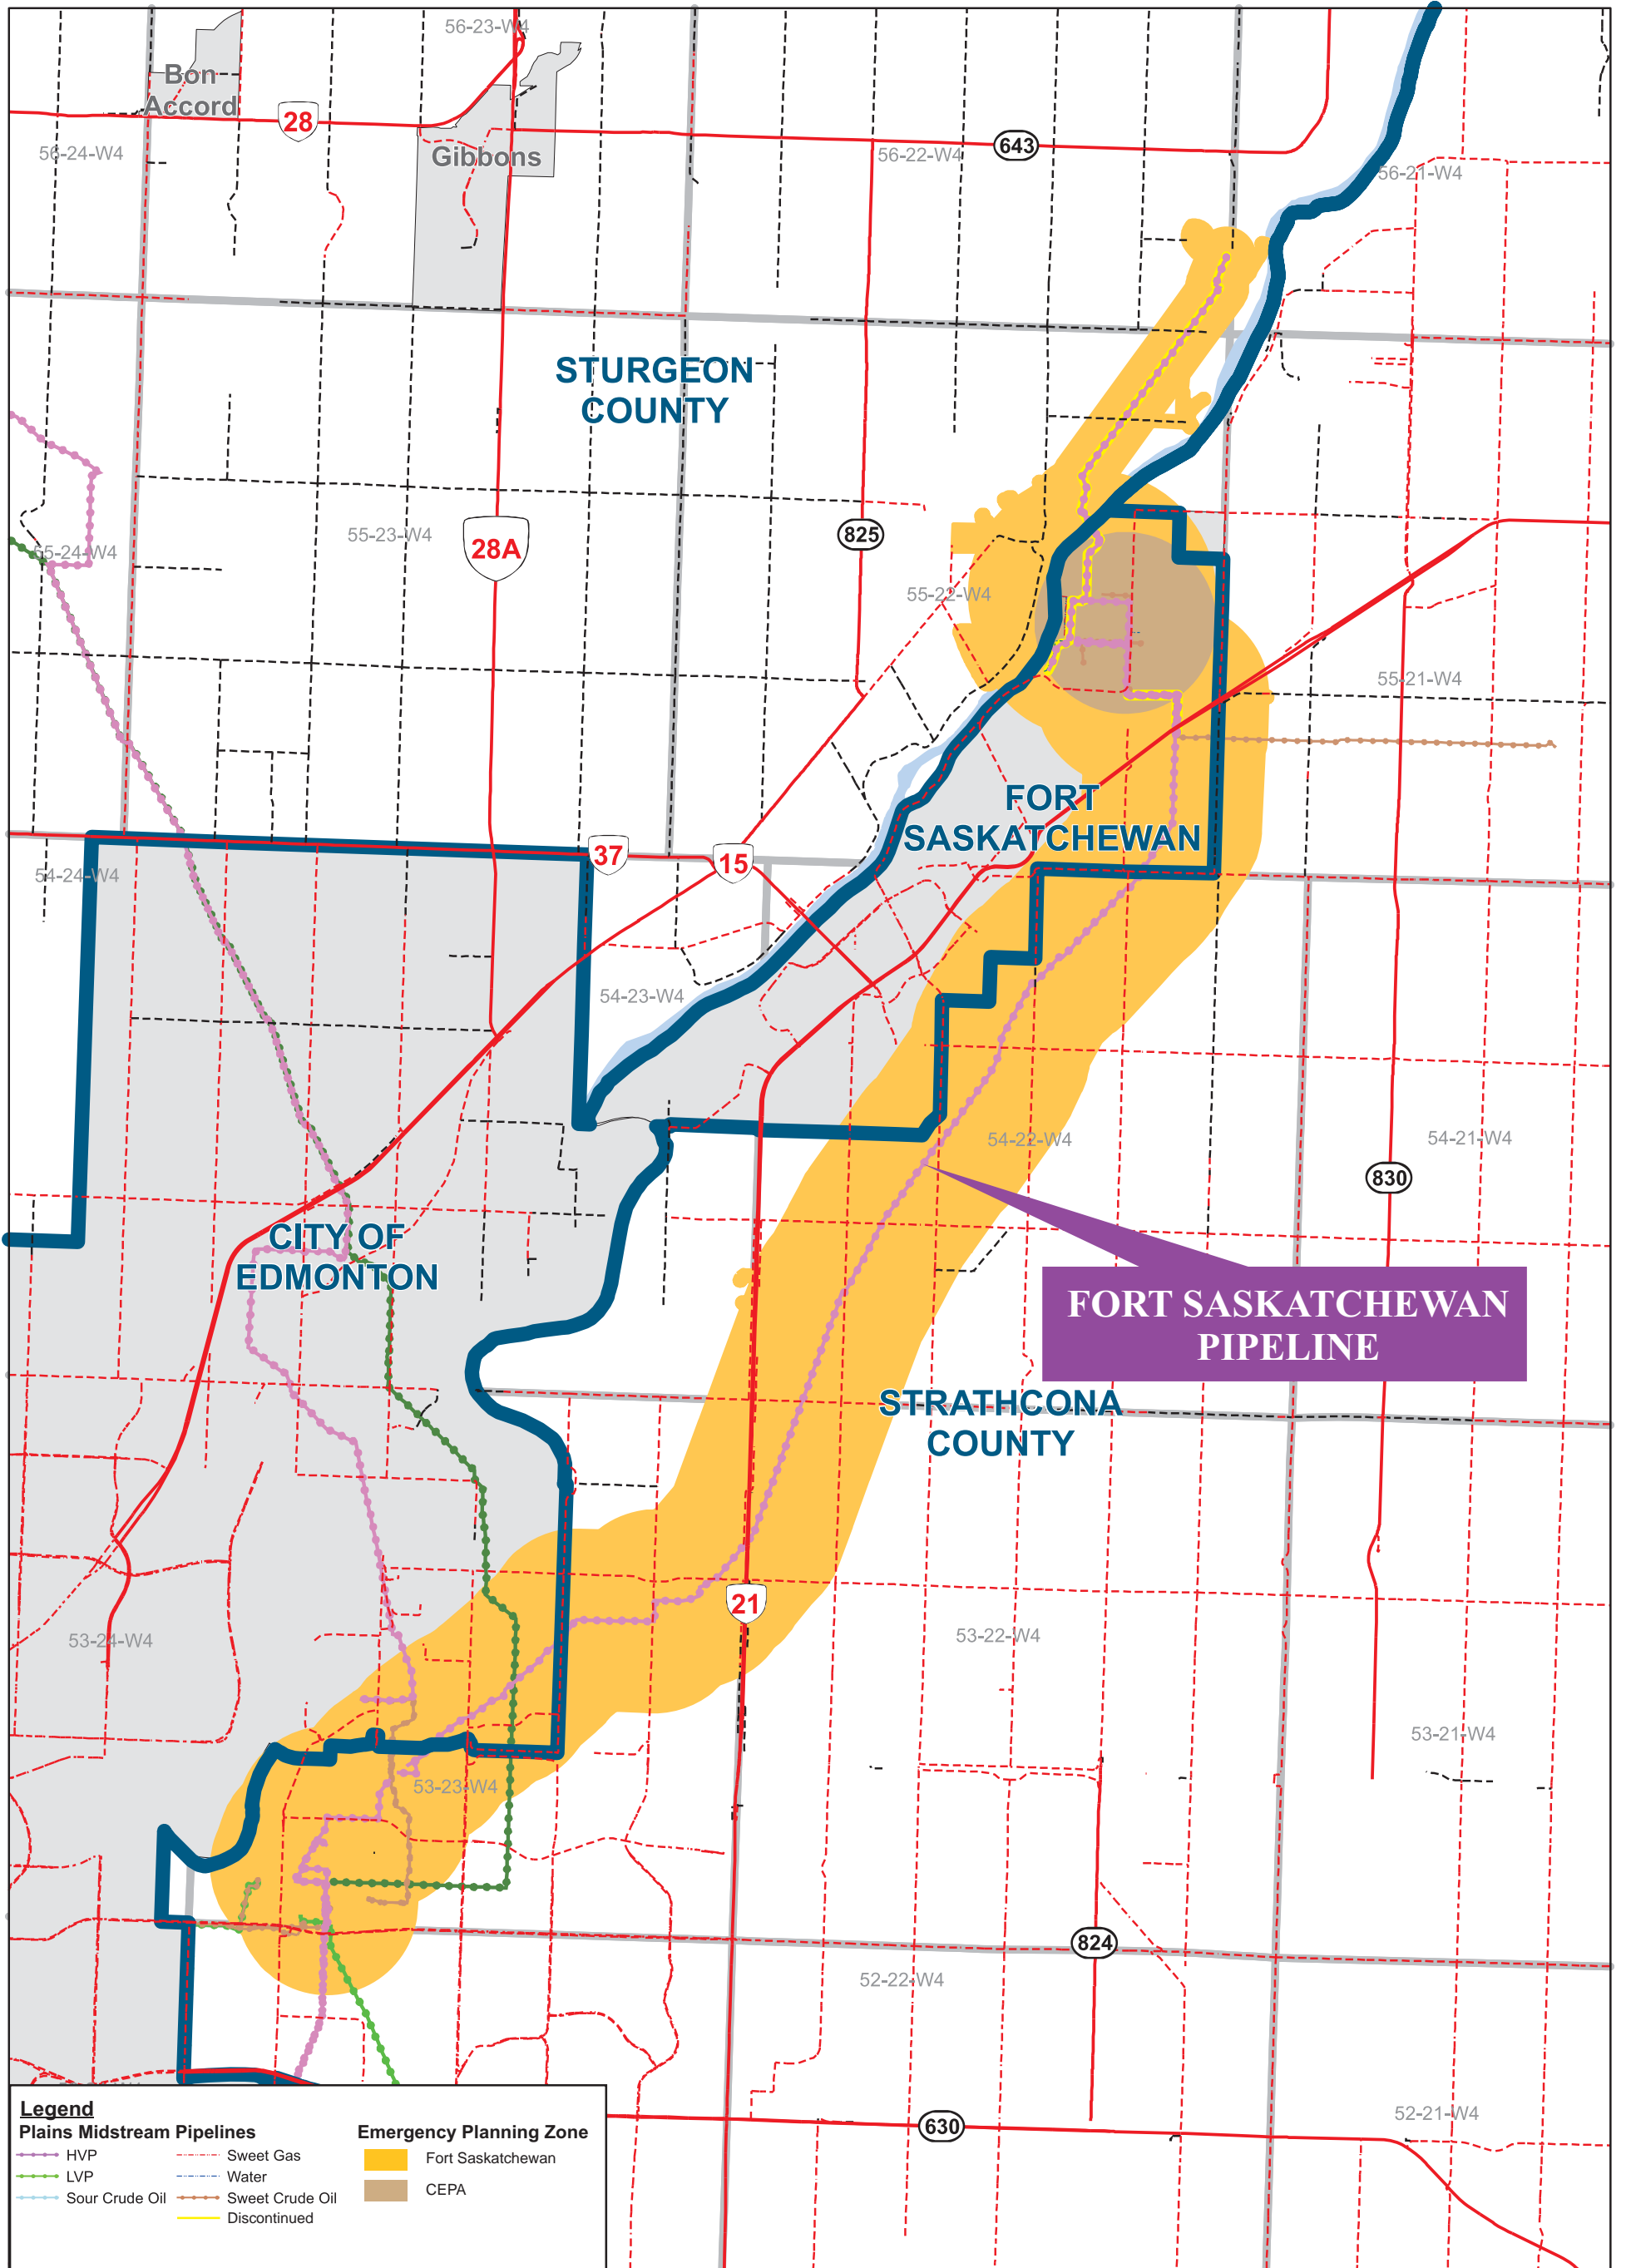 56-23-W4
Bon
Accord
28
56-24-W4
Gibbons
643
56-22-W4
56-21-W4
STURGEON
COUNTY
55-23-W4
28A
825
55-24-W4
55-22-W4
55-21-W4
FORT
SASKATCHEWAN
37
15
54-24-W4
54-23-W4
54-22-W4
54-21-W4
830
CITY OF
EDMONTON
FORT SASKATCHEWAN
PIPELINE
STRATHCONA
COUNTY
21
53-24-W4
53-22-W4
53-21-W4
53-23-W4
824
52-22-W4
52-21-W4
630
Legend
Plains Midstream Pipelines
HVP
LVP
Sour Crude Oil
Sweet Gas
Water
Sweet Crude Oil
Discontinued
Emergency Planning Zone
Fort Saskatchewan
CEPA